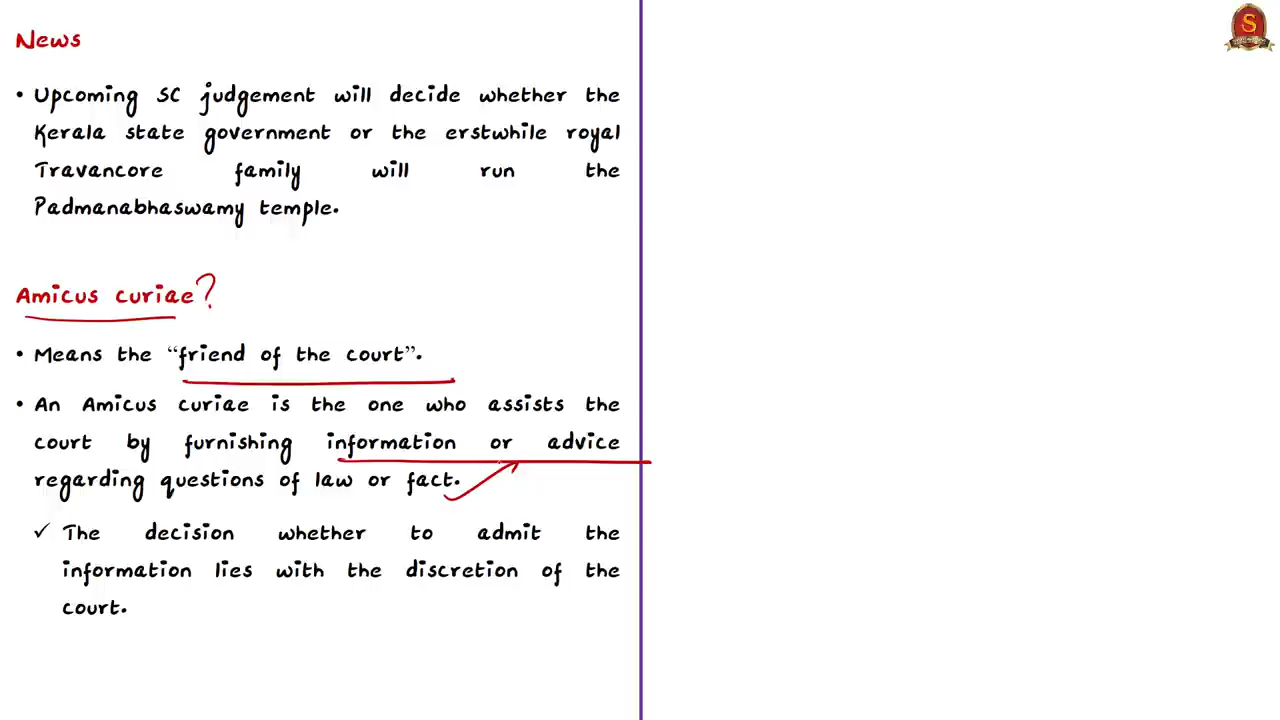 News
• Upcoming SC judgement will decide whether the
Kerala state government or the erstwhile royal
Travancore family will run the
Padmanabhaswamy temple.
Amicus curiae?
• Means the “friend of the court”.
• An Amicus curiae is the one who assists the
court by furnishing information or advice
regarding questions of law or fact.
✓ The decision whether to admit the
information lies with the discretion of the
court.
S